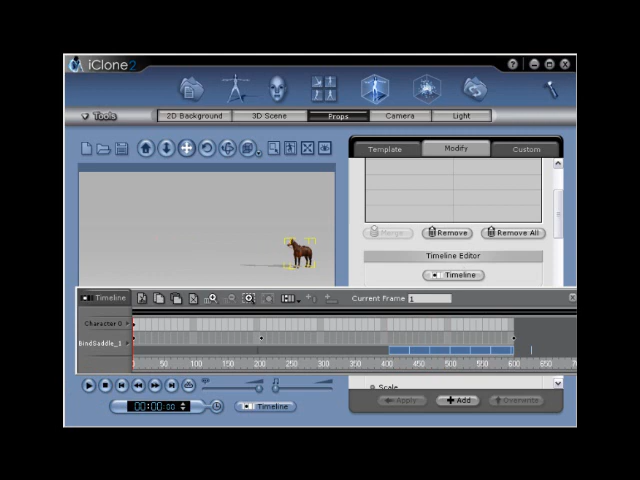 iClone2
Tools
2D Background 3D Scene Props Camera Light
Template Modify Custom
Merge Remove Remove All
Timeline Editor
Timeline
Timeline Current Frame 1
Character 0
BindSaddle_1
50 100 150 200 250 300 350 400 450 500 550 600 650
Scale
Apply Add Overwrite
00:00:00 Timeline